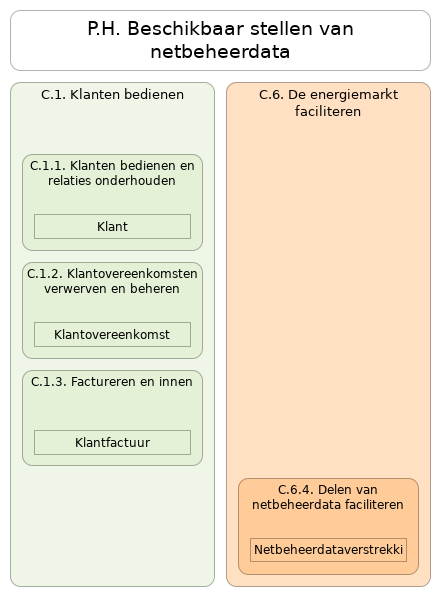 P.H. Beschikbaar stellen van
netbeheerdata
C.1. Klanten bedienen
C.1.1. Klanten bedienen en
relaties onderhouden
Klant
C.1.2. Klantovereenkomsten
verwerven en beheren
Klantovereenkomst
C.1.3. Factureren en innen
Klantfactuur
C.6. De energiemarkt
faciliteren
C.6.4. Delen van
netbeheerdata faciliteren
Netbeheerdataverstrekki